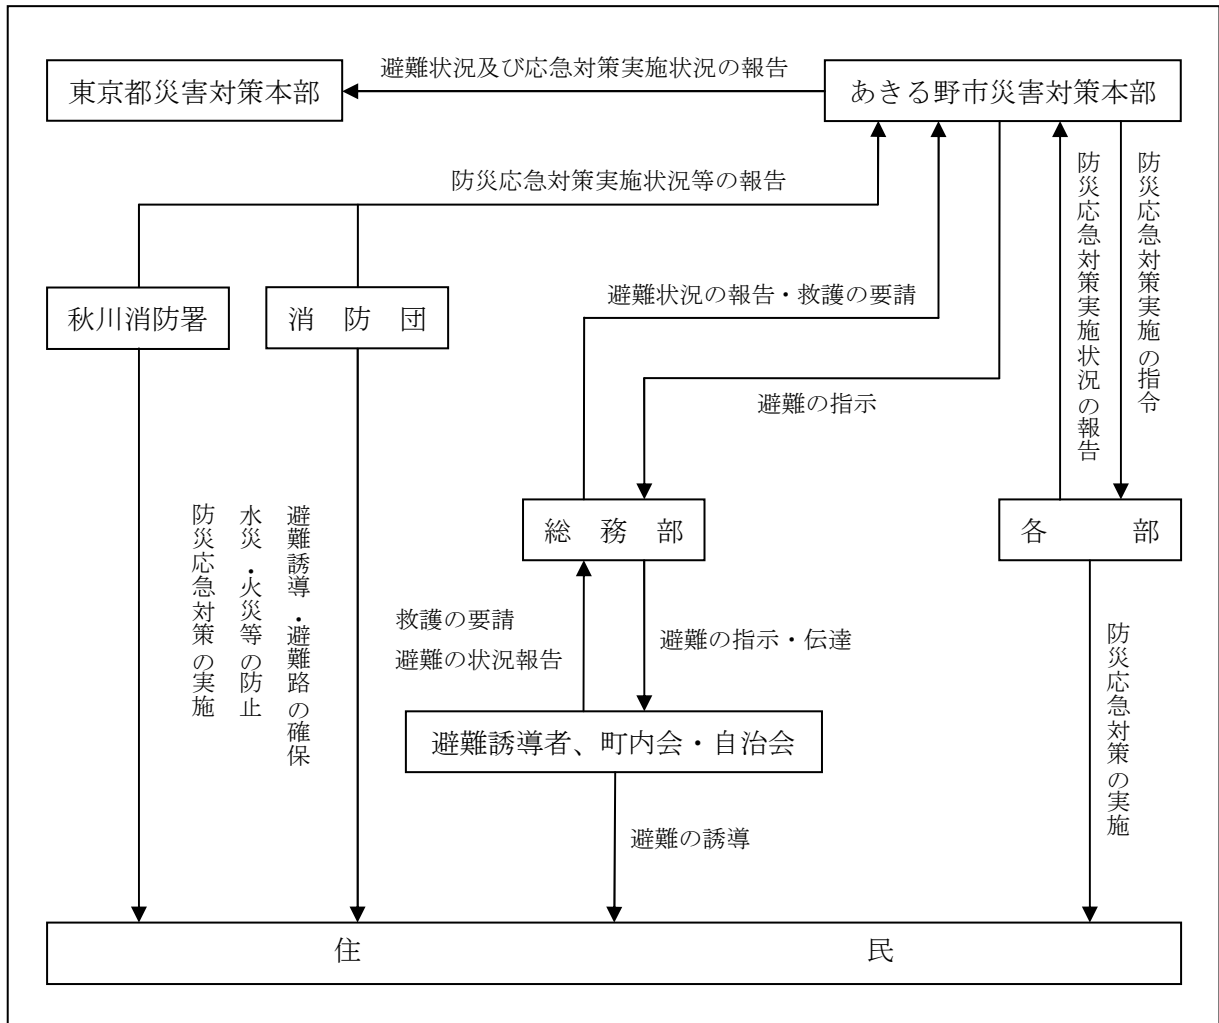 避難状況及び応急対策実施状況の報告
東京都災害対策本部
あきる野市災害対策本部
防災応急対策実施状況等の報告
防災応急対策実施の指令
防災応急対策実施状況の報告
秋川消防署
消　防　団
避難状況の報告・救護の要請
避難の指示
総　務　部
各　　　部
避難誘導・避難路の確保
水災・火災等の防止
防災応急対策の実施
救護の要請
避難の状況報告
避難の指示・伝達
防災応急対策の実施
避難誘導者、町内会・自治会
避難の誘導
住　　　民